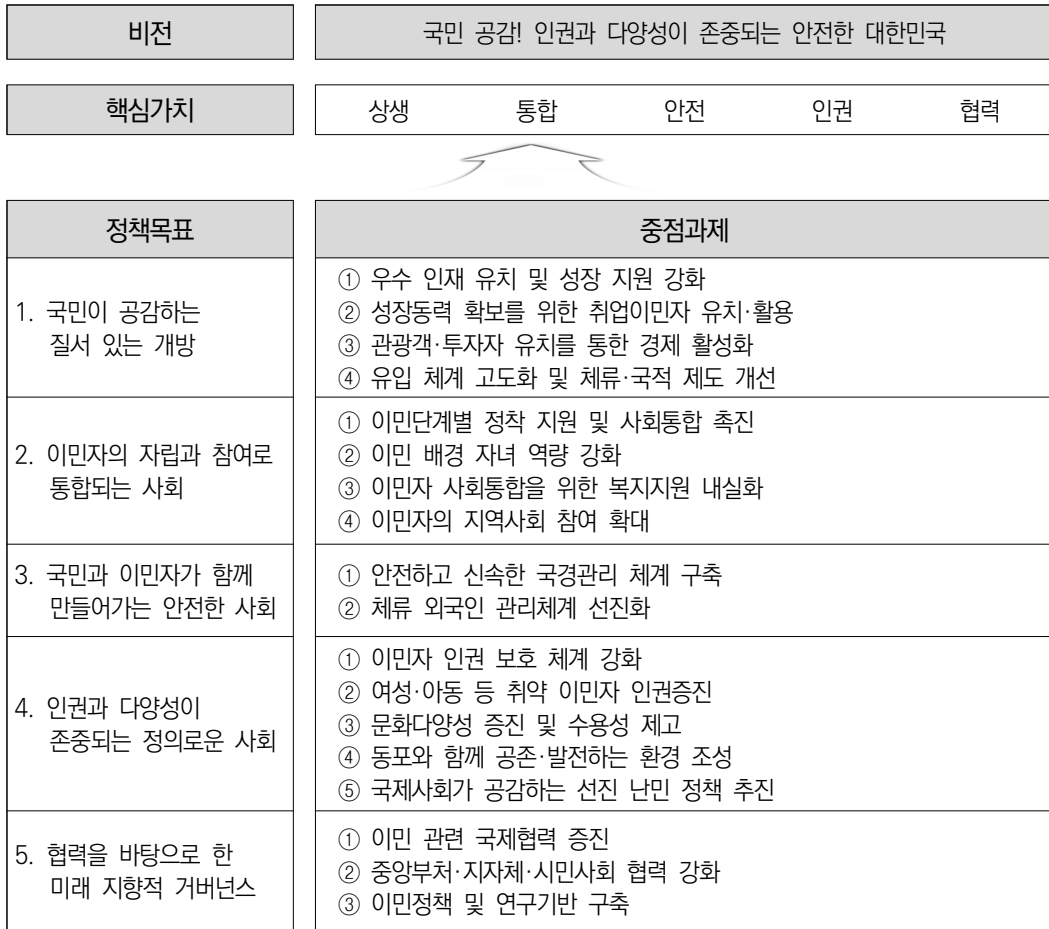 비전
국민 공감! 인권과 다양성이 존중되는 안전한 대한민국
핵심가치
상생 통합 안전 인권 협력
정책목표
중점과제
1. 국민이 공감하는
질서 있는 개방
① 우수 인재 유치 및 성장 지원 강화
② 성장동력 확보를 위한 취업이민자 유치·활용
③ 관광객·투자자 유치를 통한 경제 활성화
④ 유입 체계 고도화 및 체류·국적 제도 개선
2. 이민자의 자립과 참여로
통합되는 사회
① 이민단계별 정착 지원 및 사회통합 촉진
② 이민 배경 자녀 역량 강화
③ 이민자 사회통합을 위한 복지지원 내실화
④ 이민자의 지역사회 참여 확대
3. 국민과 이민자가 함께
만들어가는 안전한 사회
① 안전하고 신속한 국경관리 체계 구축
② 체류 외국인 관리체계 선진화
4. 인권과 다양성이
존중되는 정의로운 사회
① 이민자 인권 보호 체계 강화
② 여성·아동 등 취약 이민자 인권증진
③ 문화다양성 증진 및 수용성 제고
④ 동포와 함께 공존·발전하는 환경 조성
⑤ 국제사회가 공감하는 선진 난민 정책 추진
5. 협력을 바탕으로 한
미래 지향적 거버넌스
① 이민 관련 국제협력 증진
② 중앙부처·지자체·시민사회 협력 강화
③ 이민정책 및 연구기반 구축